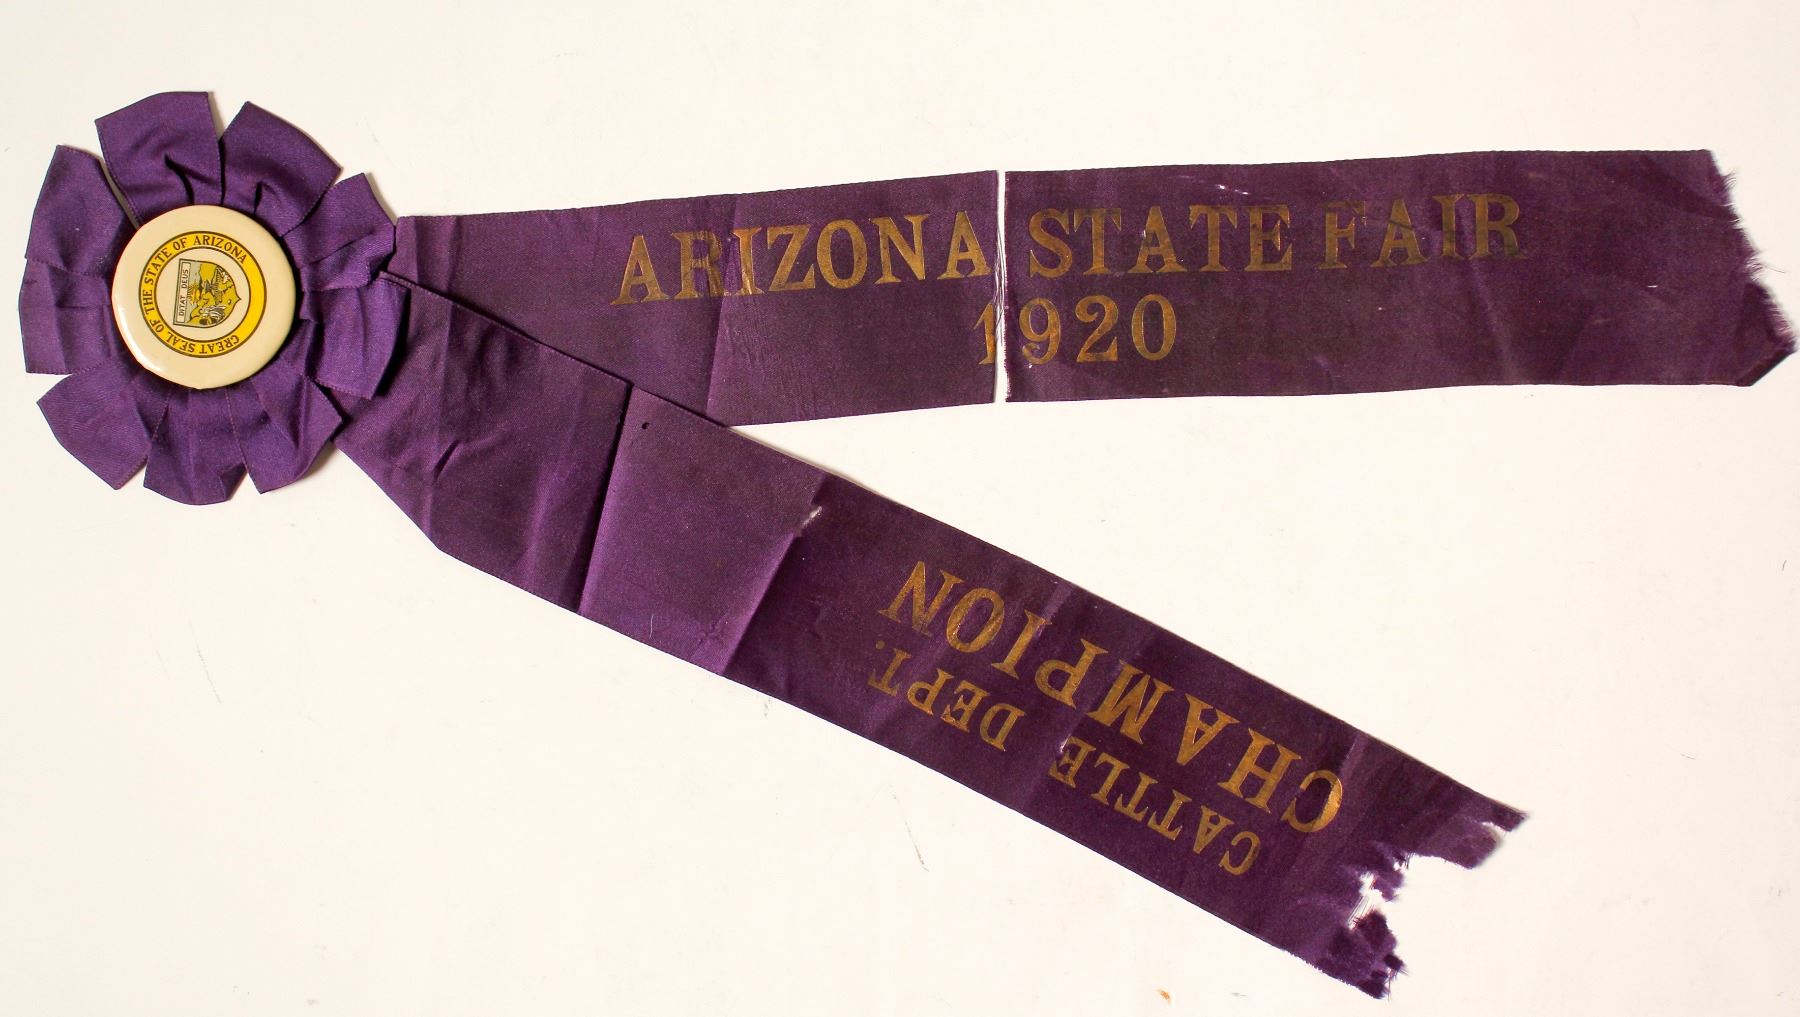 GREAT SEAL OF THE STATE OF ARIZONA
DITAT DEUS
ARIZONA STATE FAIR
1920
CATTLE DEPT.
CHAMPION